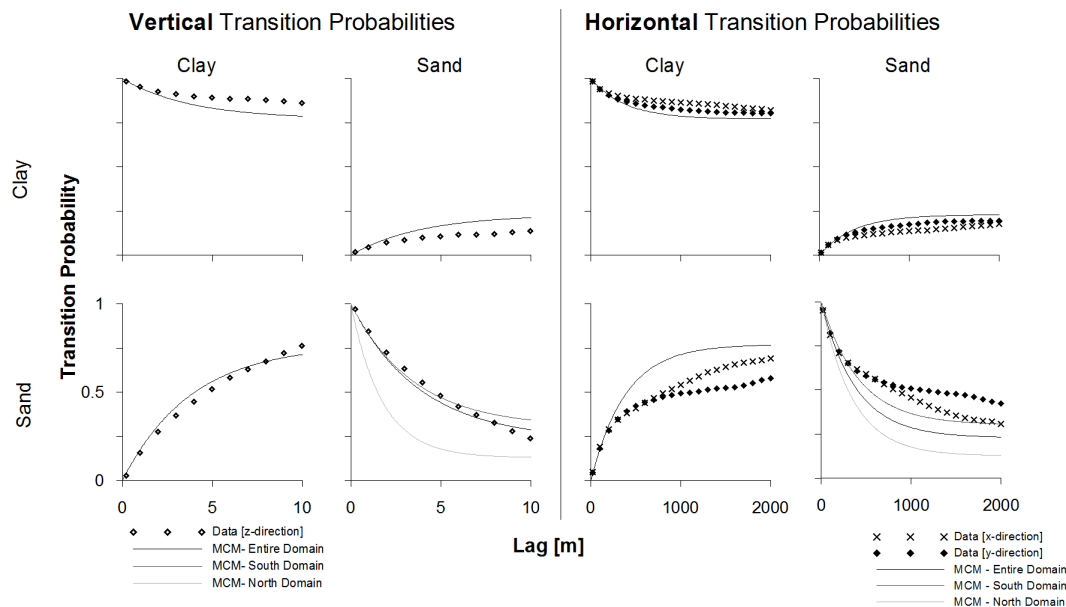 Vertical Transition Probabilities
Horizontal Transition Probabilities
Clay
Sand
Clay
Sand
Clay
Sand
Transition Probability
1
0.5
0
0
5
10
0
5
10
0
1000
2000
0
1000
2000
Lag [m]
Data [z-direction]
MCM- Entire Domain
MCM- South Domain
MCM- North Domain
Data [x-direction]
Data [y-direction]
MCM - Entire Domain
MCM - South Domain
MCM - North Domain